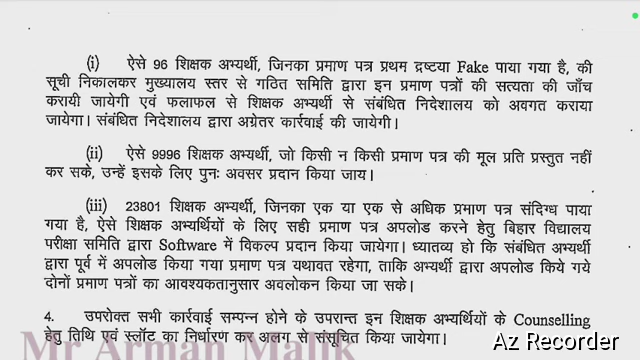 (i) ऐसे 96 शिक्षक अभ्यर्थी, जिनका प्रमाण पत्र प्रथम द्रष्टया Fake पाया गया है, की
सूची निकालकर मुख्यालय स्तर से गठित समिति द्वारा इन प्रमाण पत्रों की सत्यता की जाँच
करायी जायेगी एवं फलाफल से शिक्षक अभ्यर्थी से संबंधित निदेशालय को अवगत कराया
जायेगा। संबंधित निदेशालय द्वारा अग्रेतर कार्रवाई की जायेगी।
(ii) ऐसे 9996 शिक्षक अभ्यर्थी, जो किसी न किसी प्रमाण पत्र की मूल प्रति प्रस्तुत नहीं
कर सके, उन्हें इसके लिए पुनः अवसर प्रदान किया जाय।
(iii) 23801 शिक्षक अभ्यर्थी, जिनका एक या एक से अधिक प्रमाण पत्र संदिग्ध पाया
गया है, ऐसे शिक्षक अभ्यर्थियों के लिए सही प्रमाण पत्र अपलोड करने हेतु बिहार विद्यालय
परीक्षा समिति द्वारा Software में विकल्प प्रदान किया जायेगा। ध्यातव्य हो कि संबंधित अभ्यर्थी
द्वारा पूर्व में अपलोड किया गया प्रमाण पत्र यथावत रहेगा, ताकि अभ्यर्थी द्वारा अपलोड किये गये
दोनों प्रमाण पत्रों का आवश्यकतानुसार अवलोकन किया जा सके।
4. उपरोक्त सभी कार्रवाई सम्पन्न होने के उपरान्त इन शिक्षक अभ्यर्थियों के Counselling
हेतु तिथि एवं स्लॉट का निर्धारण कर अलग से संसूचित किया जायेगा।
Mr Arman Malik
Az Recorder